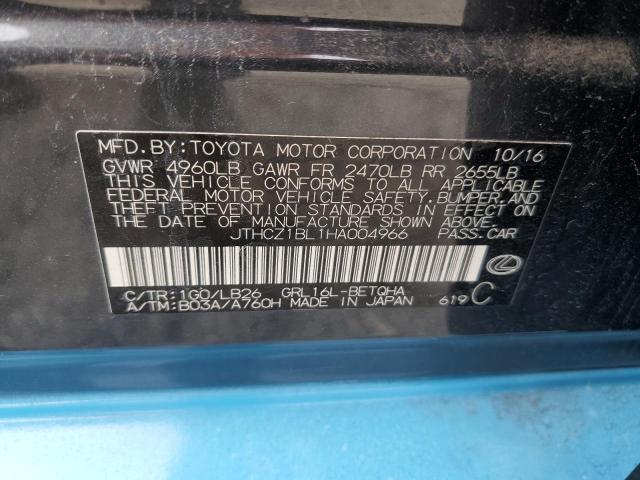 MFD. BY: TOYOTA MOTOR CORPORATION 10/16
GVWR 4960LB GAWR FR 2470LB RR 2655LB
THIS VEHICLE CONFORMS TO ALL APPLICABLE
FEDERAL MOTOR VEHICLE SAFETY, BUMPER, AND
THEFT PREVENTION STANDARDS IN EFFECT ON
THE DATE OF MANUFACTURE SHOWN ABOVE.
JTHCZ1BL1HA004966 PASS.CAR
C/TR:1G0/LB26 GRL16L-BETQHA
A/TM:B03A/A760H MADE IN JAPAN 619 C